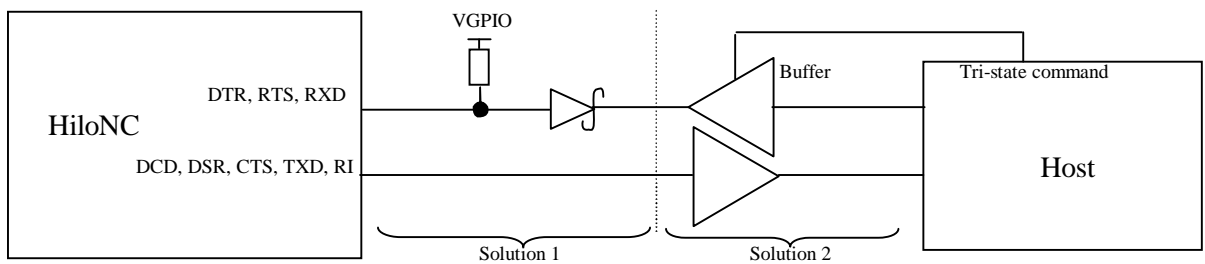 VGPIO
Buffer
Tri-state command
DTR, RTS, RXD
HiloNC
DCD, DSR, CTS, TXD, RI
Host
Solution 1
Solution 2